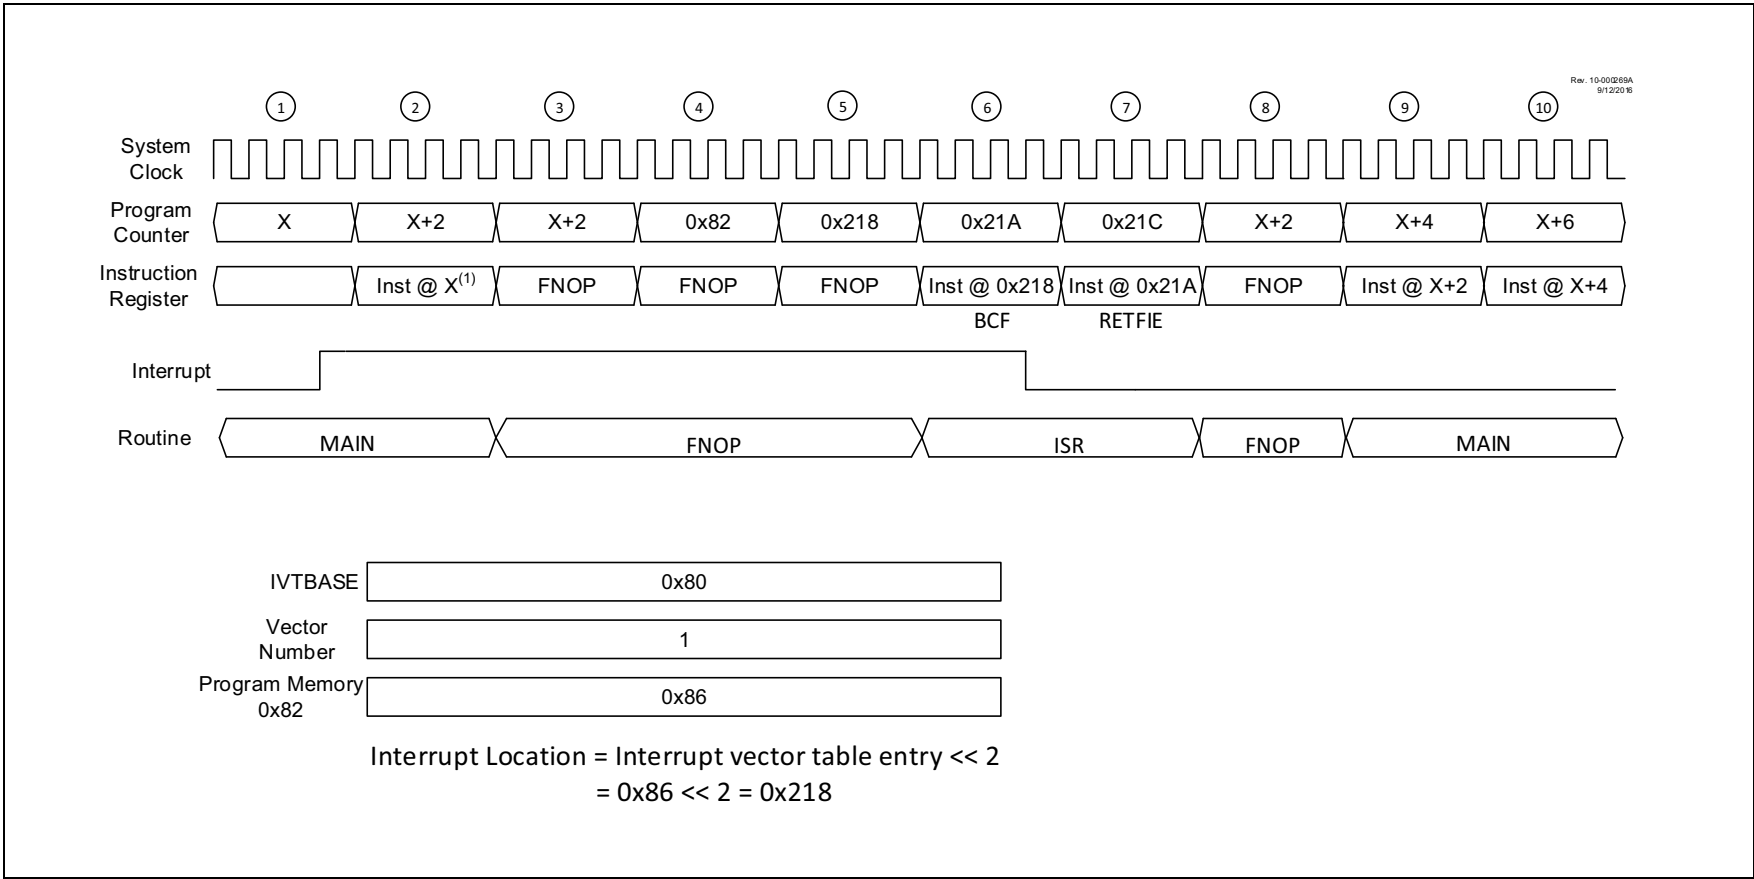 Rev. 10-000269A
9/12/2016
1 2 3 4 5 6 7 8 9 10
System
Clock
Program
Counter
X X+2 X+2 0x82 0x218 0x21A 0x21C X+2 X+4 X+6
Instruction
Register
Inst @ X(1) FNOP FNOP FNOP Inst @ 0x218 Inst @ 0x21A FNOP Inst @ X+2 Inst @ X+4
BCF RETFIE
Interrupt
Routine MAIN FNOP ISR FNOP MAIN
IVTBASE 0x80
Vector
Number
1
Program Memory
0x82
0x86
Interrupt Location = Interrupt vector table entry << 2
= 0x86 << 2 = 0x218